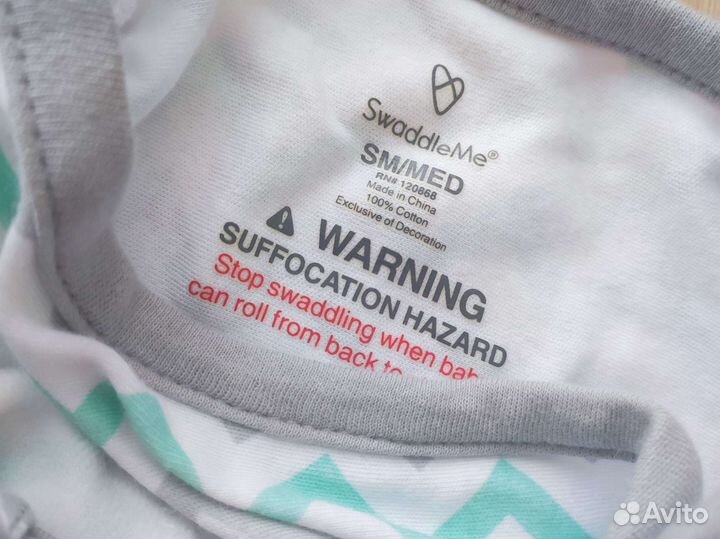 SwaddleMe®
SM/MED
RN# 120868
Made in China
100% Cotton
Exclusive of Decoration
WARNING
SUFFOCATION HAZARD
Stop swaddling when
can roll from back
Avito